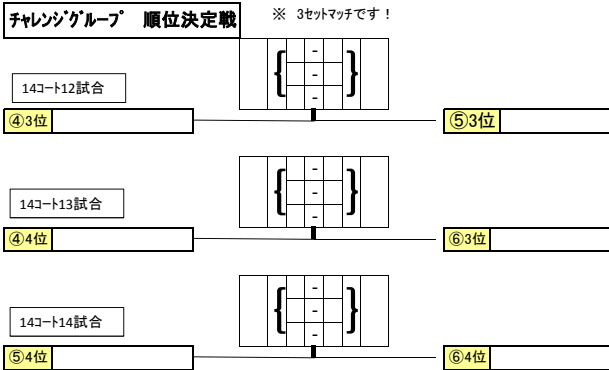 チャレンジグループ 順位決定戦
※ 3セットマッチです！
{ - }
-
-
14コート12試合
④3位
⑤3位
{ - }
-
-
14コート13試合
④4位
⑥3位
{ - }
-
-
14コート14試合
⑤4位
⑥4位